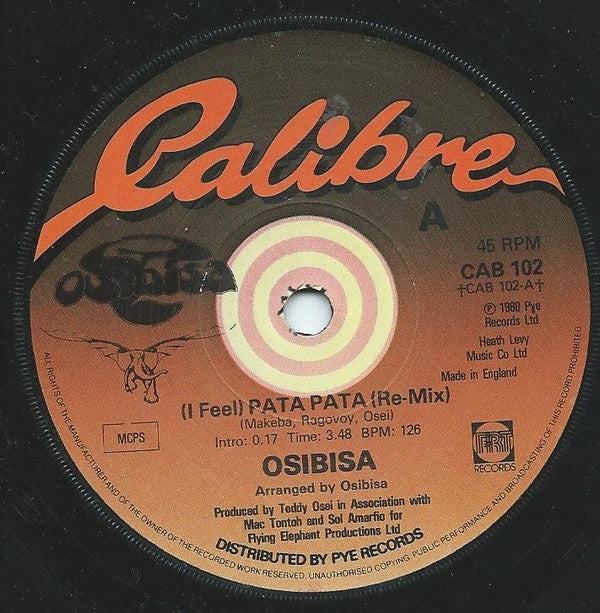 Calibre
A
45 RPM
CAB 102
†CAB 102-A†
Ⓟ 1980 Pye
Records Ltd
Heath Levy
Music Co Ltd
Made in England
osibisa
(I Feel) PATA PATA (Re-Mix)
(Makeba, Ragovoy, Osei)
Intro: 0.17 Time: 3.48 BPM: 126
MCPS
OSIBISA
PRT
RECORDS
Arranged by Osibisa
Produced by Teddy Osei in Association with
Mac Tontoh and Sol Amarfio for
Flying Elephant Productions Ltd
DISTRIBUTED BY PYE RECORDS
ALL RIGHTS OF THE MANUFACTURER AND OF THE OWNER OF THE RECORDED WORK RESERVED. UNAUTHORISED COPYING PUBLIC PERFORMANCE AND BROADCASTING OF THIS RECORD PROHIBITED